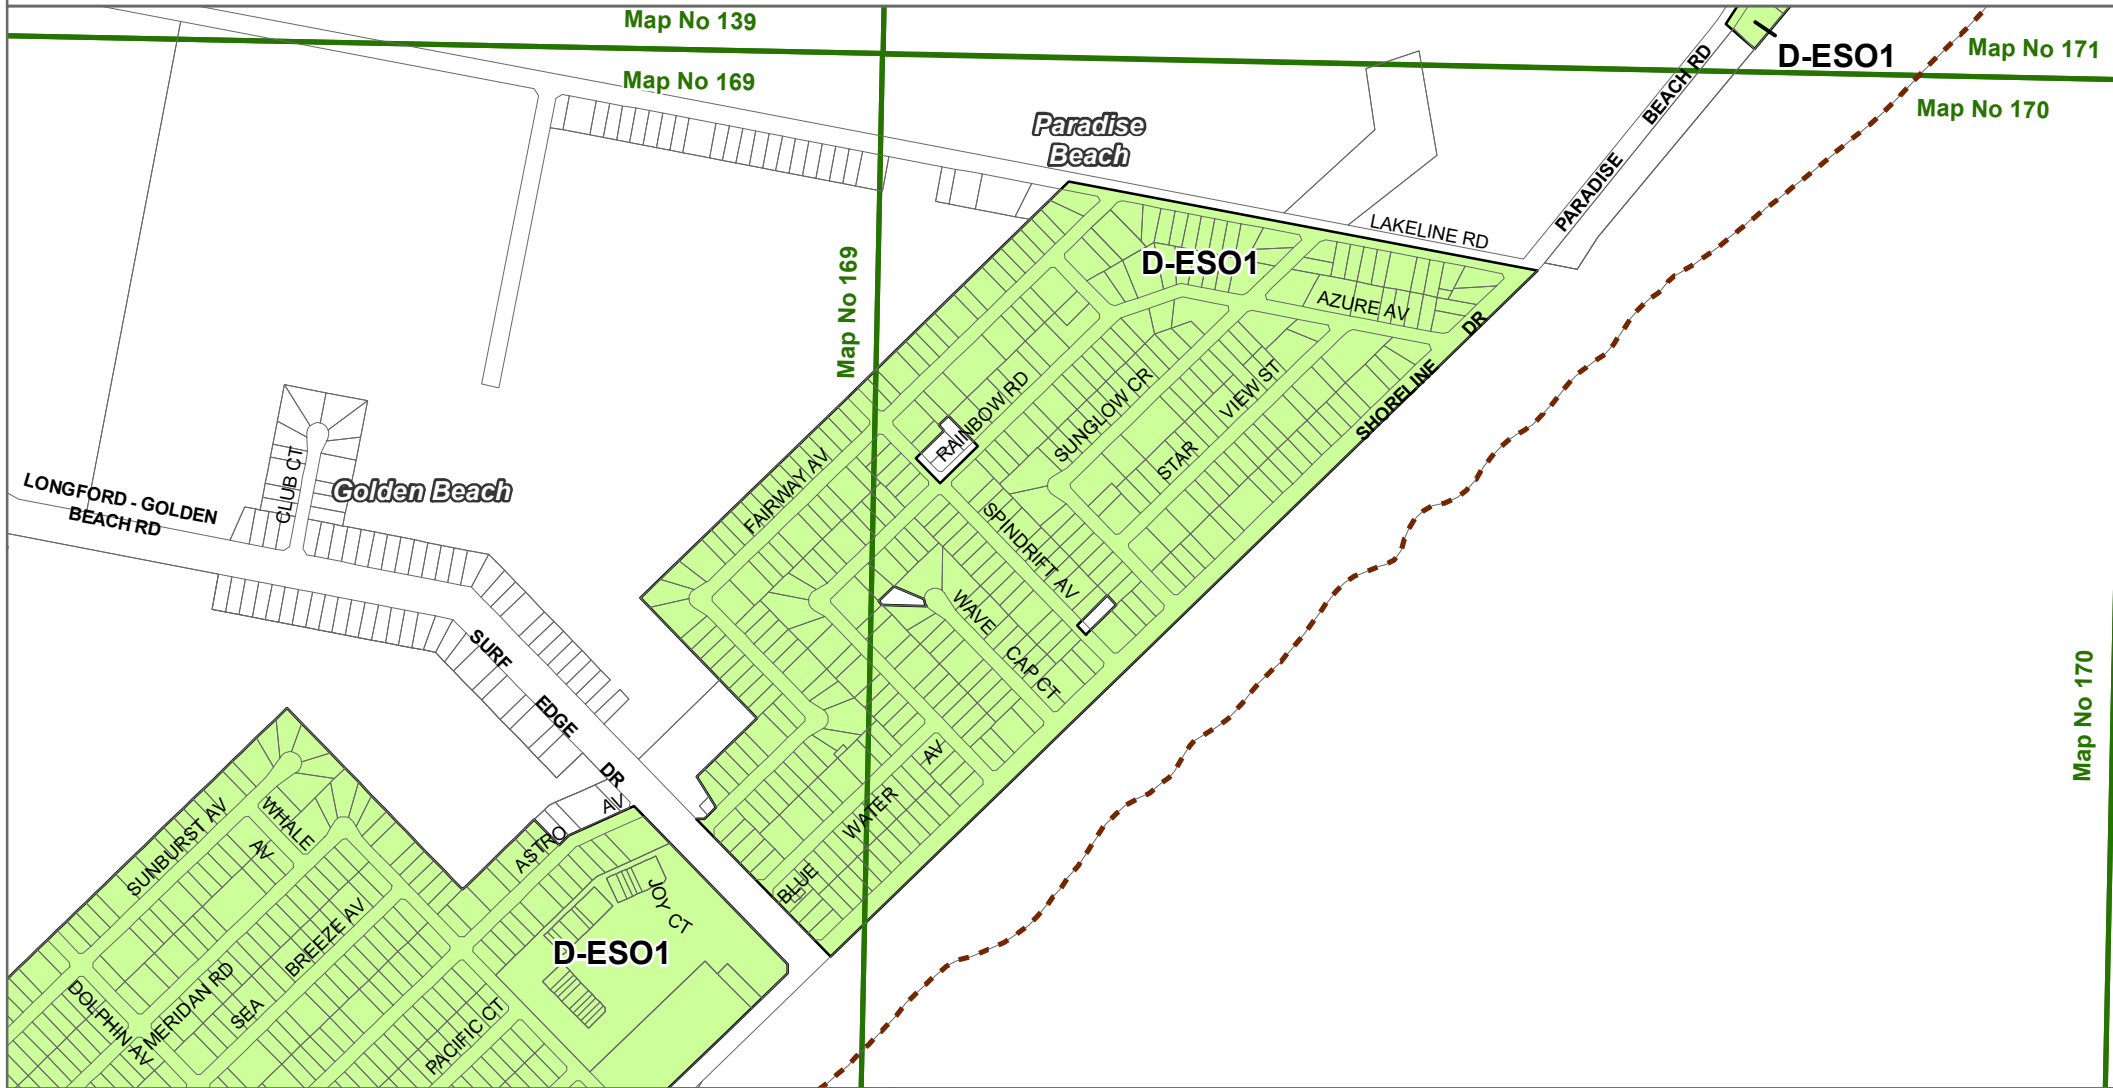 Map No 139
Map No 171
D-ESO1
Map No 169
Map No 170
BEACH RD
PARADISE
Paradise
Beach
LAKELINE RD
D-ESO1
AZURE AV
Map No 169
DR
SHORELINE
RAINBOW RD
SUNGLOW CR
VIEW ST
STAR
FAIRWAY AV
CLUB CT
Golden Beach
LONGFORD - GOLDEN
BEACH RD
SPINDRIFT AV
WAVE
CAP CT
SURF
EDGE
DR
Map No 170
AV
WATER
BLUE
AV
ASTRO
SUNBURST AV
WHALE
AV
JOY CT
D-ESO1
BREEZE AV
SEA
MERIDAN RD
DOLPHIN AV
PACIFIC CT